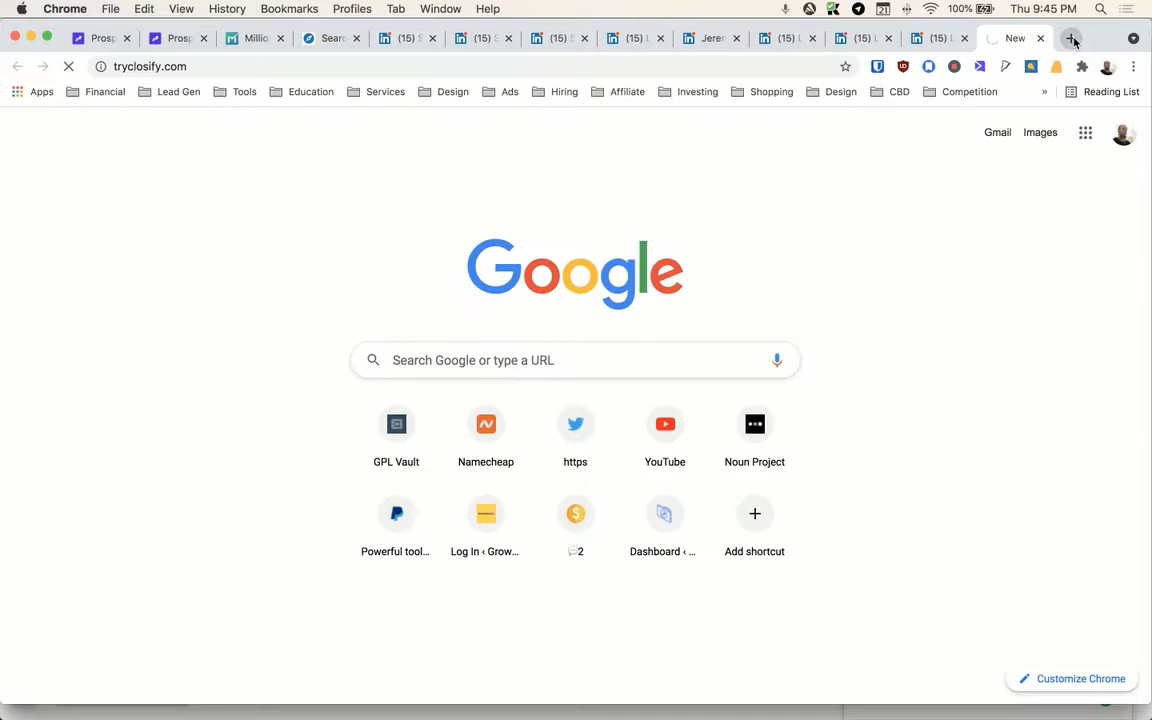 Chrome File Edit View History Bookmarks Profiles Tab Window Help 21 100% Thu 9:45 PM
Prosp Prosp Millio Searc (15) S (15) S (15) S (15) L Jerem (15) L (15) L (15) L New
tryclosify.com
Apps Financial Lead Gen Tools Education Services Design Ads Hiring Affiliate Investing Shopping Design CBD Competition » Reading List
Gmail Images
Google
Search Google or type a URL
GPL Vault Namecheap https YouTube Noun Project
Powerful tool... Log In ‹ Grow... 2 Dashboard ‹ ... Add shortcut
Customize Chrome